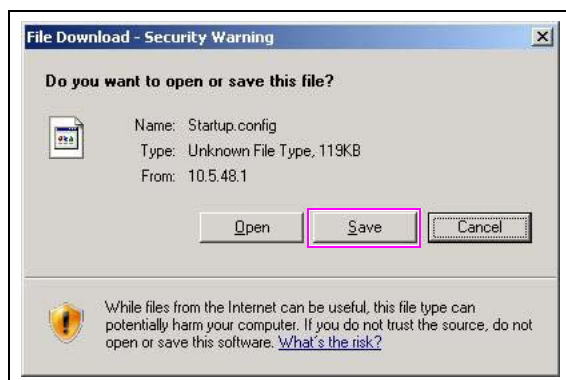 File Download - Security Warning
Do you want to open or save this file?
Name: Startup.config
Type: Unknown File Type, 119KB
From: 10.5.48.1
Open Save Cancel
While files from the Internet can be useful, this file type can
potentially harm your computer. If you do not trust the source, do not
open or save this software. What's the risk?